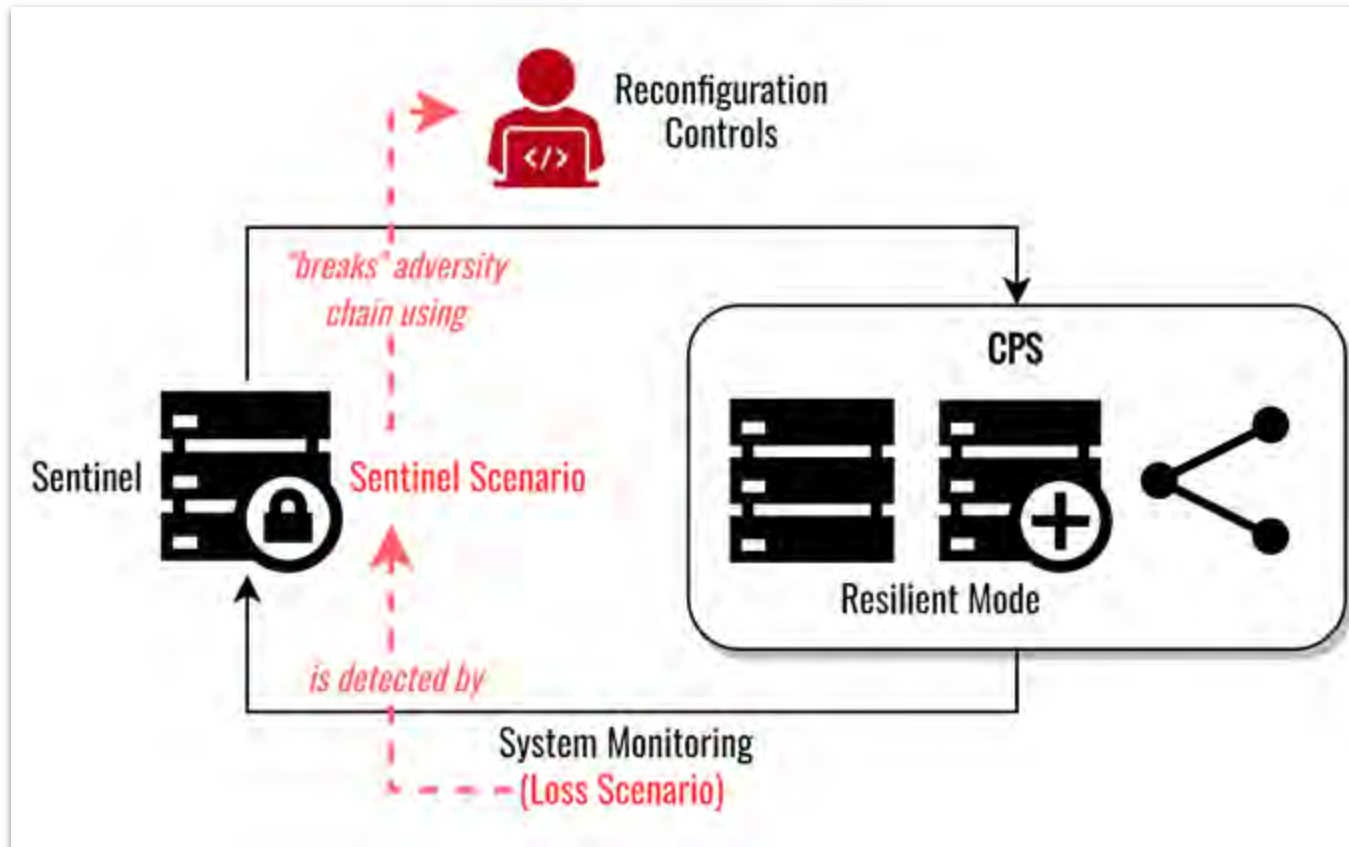 Reconfiguration
Controls
</>
"breaks" adversity
chain using
CPS
Sentinel
Sentinel Scenario
Resilient Mode
is detected by
System Monitoring
(Loss Scenario)